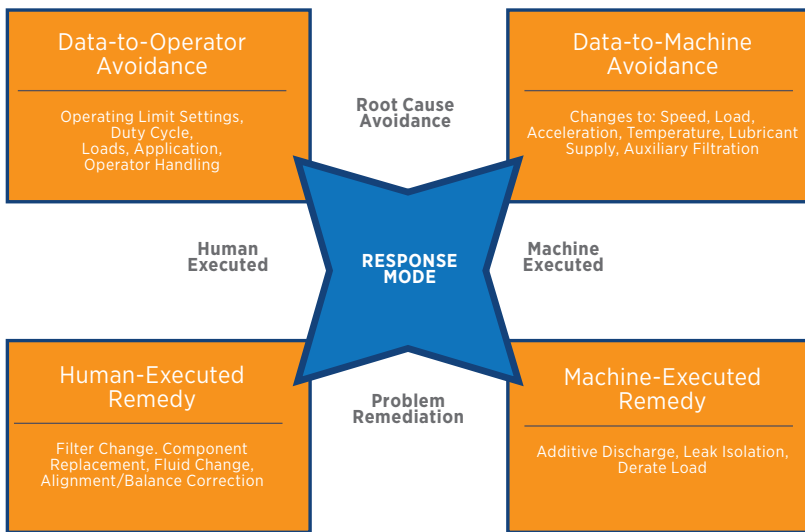 Data-to-Operator
Avoidance
Operating Limit Settings,
Duty Cycle,
Loads, Application,
Operator Handling
Root Cause
Avoidance
Data-to-Machine
Avoidance
Changes to: Speed, Load,
Acceleration, Temperature, Lubricant
Supply, Auxiliary Filtration
Human
Executed
RESPONSE
MODE
Machine
Executed
Human-Executed
Remedy
Filter Change. Component
Replacement, Fluid Change,
Alignment/Balance Correction
Problem
Remediation
Machine-Executed
Remedy
Additive Discharge, Leak Isolation,
Derate Load